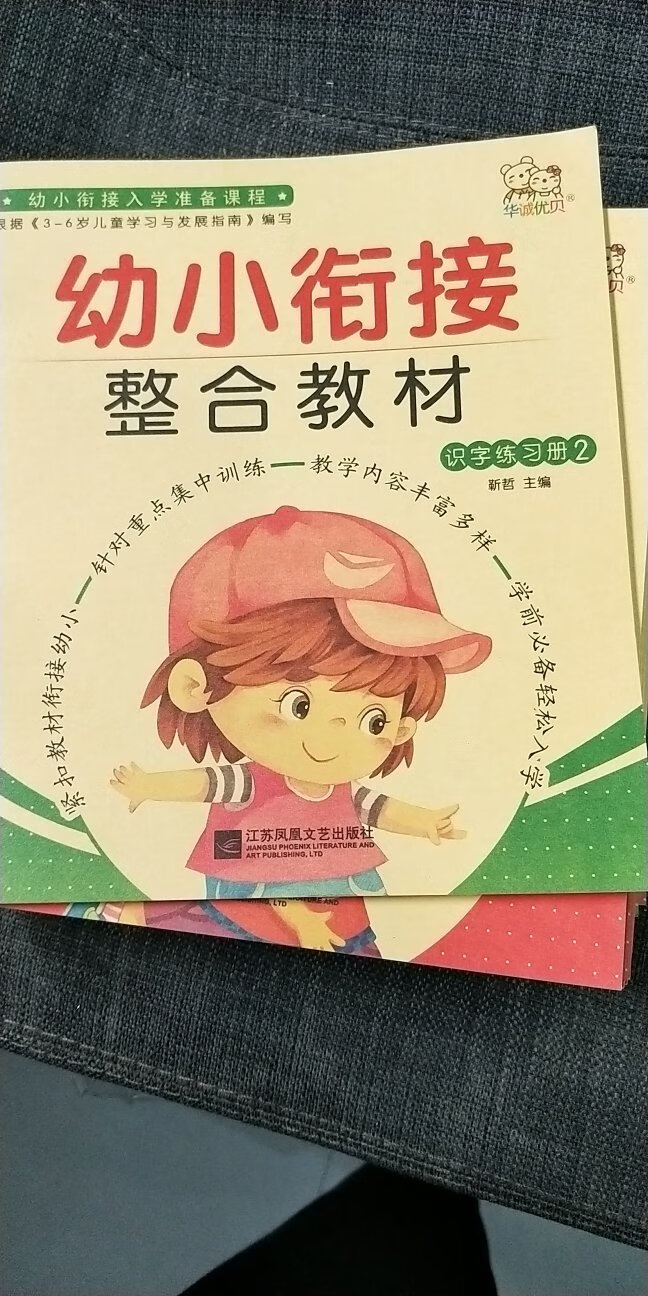 幼小衔接入学准备课程
根据《3-6岁儿童学习与发展指南》编写
华诚优贝®
贝®
幼小衔接
整合教材
识字练习册2
靳哲 主编
紧扣教材衔接幼小—针对重点集中训练—教学内容丰富多样—学前必备轻松入学
江苏凤凰文艺出版社
JIANGSU PHOENIX LITERATURE AND
ART PUBLISHING, LTD
LTD